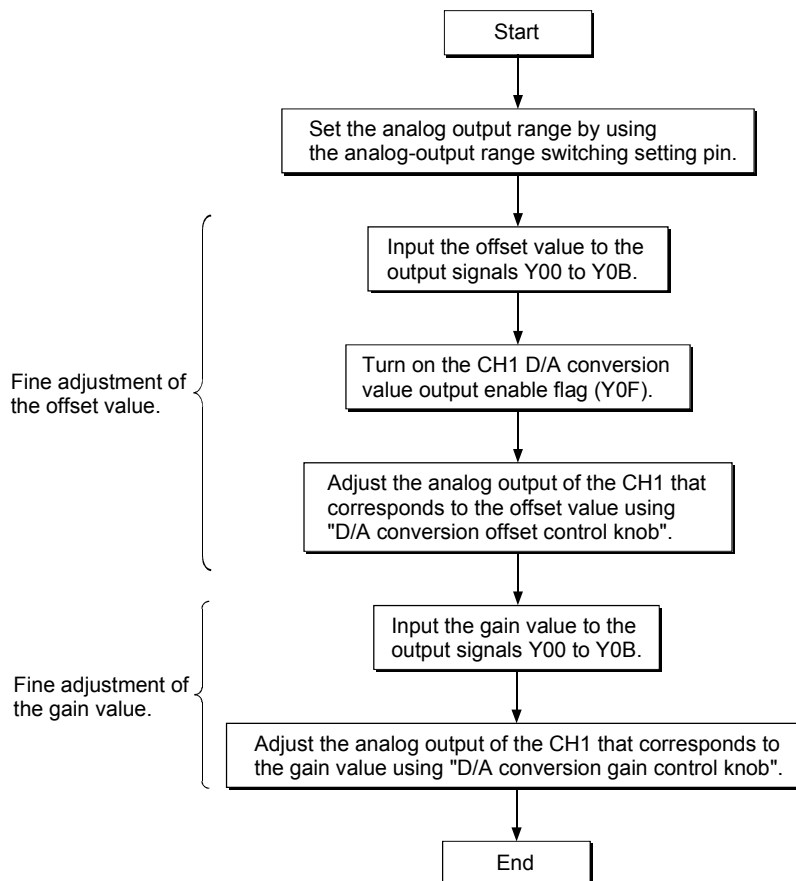 Start
Set the analog output range by using
the analog-output range switching setting pin.
Input the offset value to the
output signals Y00 to Y0B.
Turn on the CH1 D/A conversion
value output enable flag (Y0F).
Fine adjustment of
the offset value.
Adjust the analog output of the CH1 that
corresponds to the offset value using
"D/A conversion offset control knob".
Input the gain value to the
output signals Y00 to Y0B.
Fine adjustment of
the gain value.
Adjust the analog output of the CH1 that corresponds to
the gain value using "D/A conversion gain control knob".
End